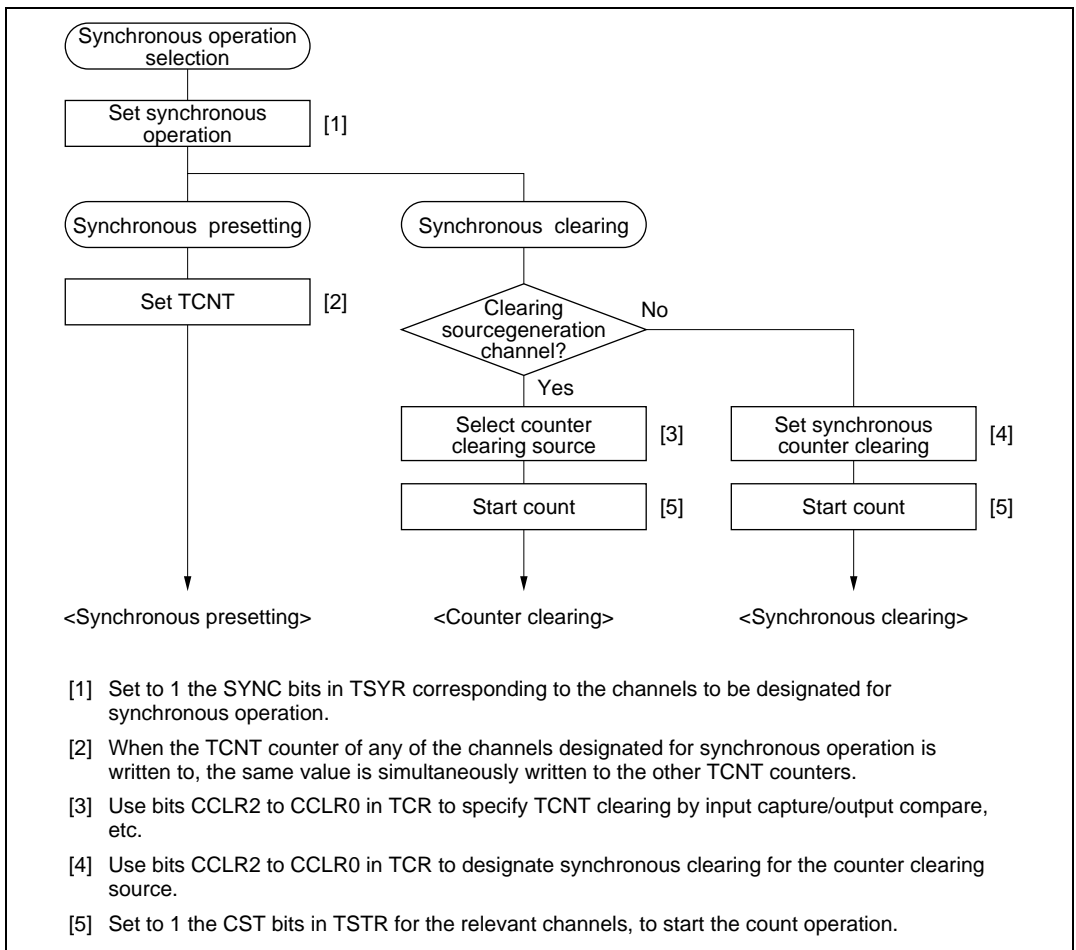 Synchronous operation
selection
Set synchronous
operation
[1]
Synchronous presetting
Synchronous clearing
Set TCNT
[2]
Clearing
sourcegeneration
channel?
No
Yes
Select counter
clearing source
[3]
Set synchronous
counter clearing
[4]
Start count
[5]
Start count
[5]
<Synchronous presetting>
<Counter clearing>
<Synchronous clearing>
[1] Set to 1 the SYNC bits in TSYR corresponding to the channels to be designated for
synchronous operation.
[2] When the TCNT counter of any of the channels designated for synchronous operation is
written to, the same value is simultaneously written to the other TCNT counters.
[3] Use bits CCLR2 to CCLR0 in TCR to specify TCNT clearing by input capture/output compare,
etc.
[4] Use bits CCLR2 to CCLR0 in TCR to designate synchronous clearing for the counter clearing
source.
[5] Set to 1 the CST bits in TSTR for the relevant channels, to start the count operation.